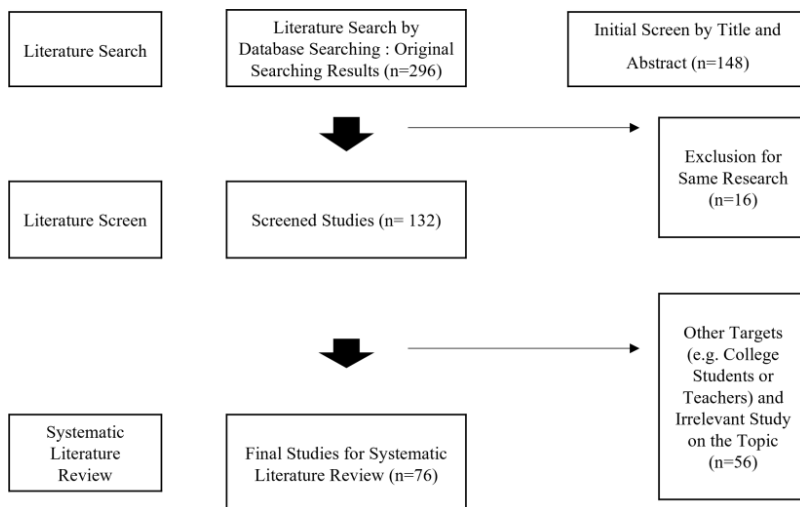 Literature Search
Literature Search by
Database Searching : Original
Searching Results (n=296)
Initial Screen by Title and
Abstract (n=148)
Exclusion for
Same Research
(n=16)
Literature Screen
Screened Studies (n= 132)
Other Targets
(e.g. College
Students or
Teachers) and
Irrelevant Study
on the Topic
(n=56)
Systematic
Literature
Review
Final Studies for Systematic
Literature Review (n=76)